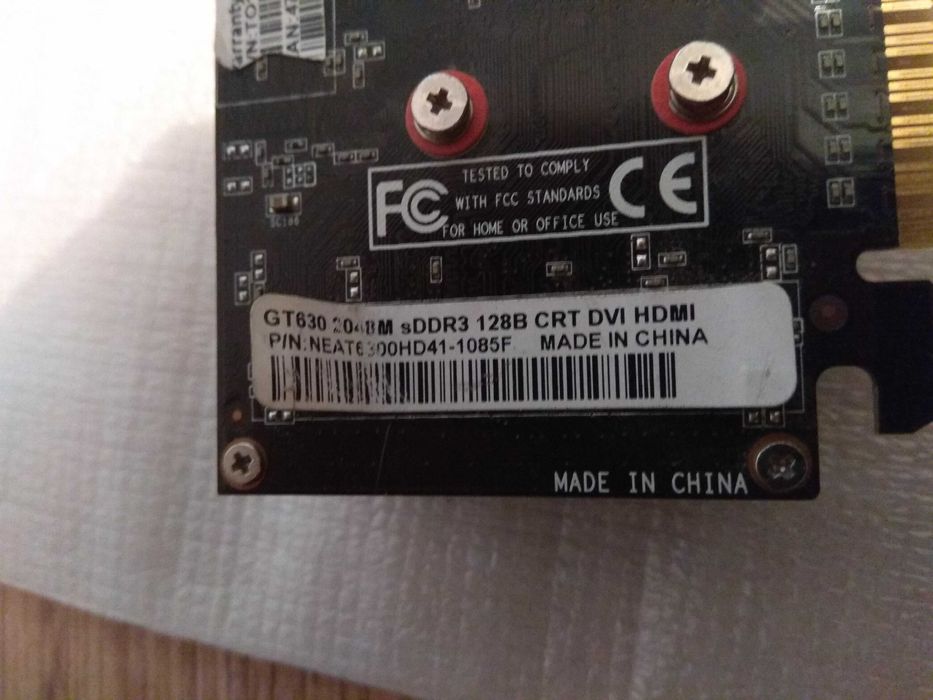 FC
TESTED TO COMPLY
WITH FCC STANDARDS
FOR HOME OR OFFICE USE
CE
GT630 2048M sDDR3 128B CRT DVI HDMI
P/N:NEAT6300HD41-1085F MADE IN CHINA
MADE IN CHINA